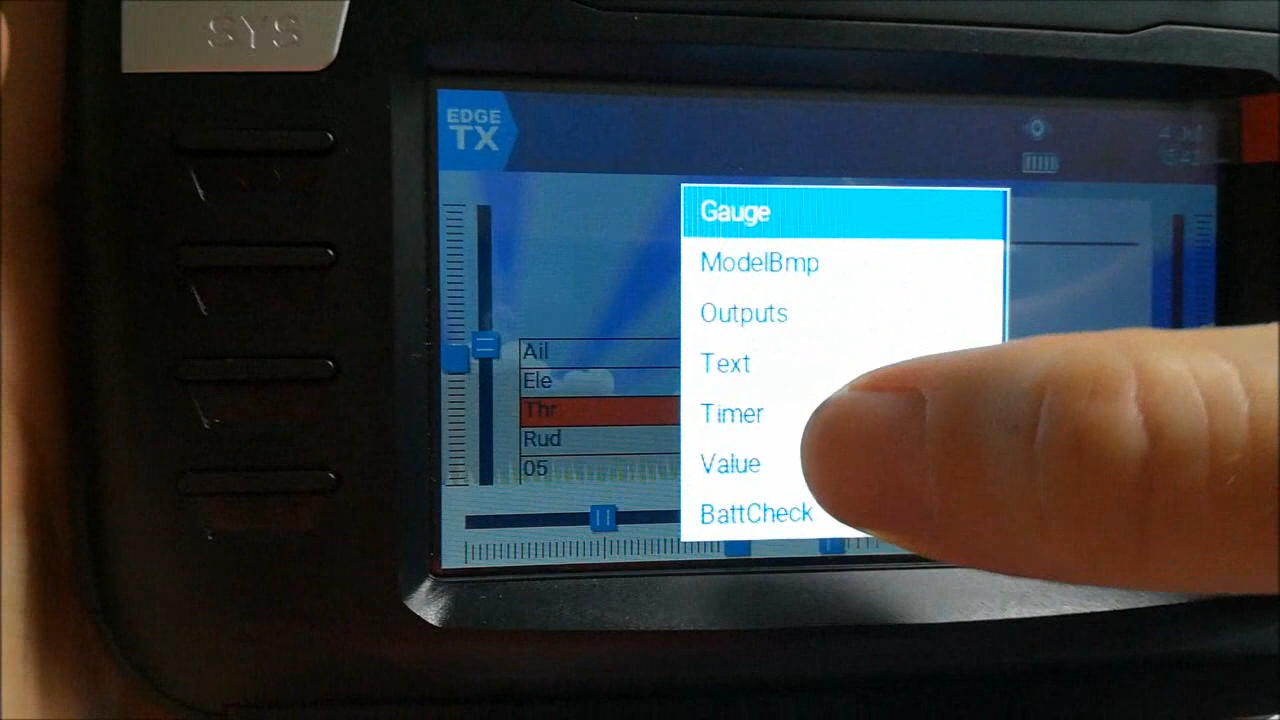 SYS
EDGE
TX
Gauge
ModelBmp
Outputs
Text
Timer
Value
BattCheck
Ail
Ele
Thr
Rud
05